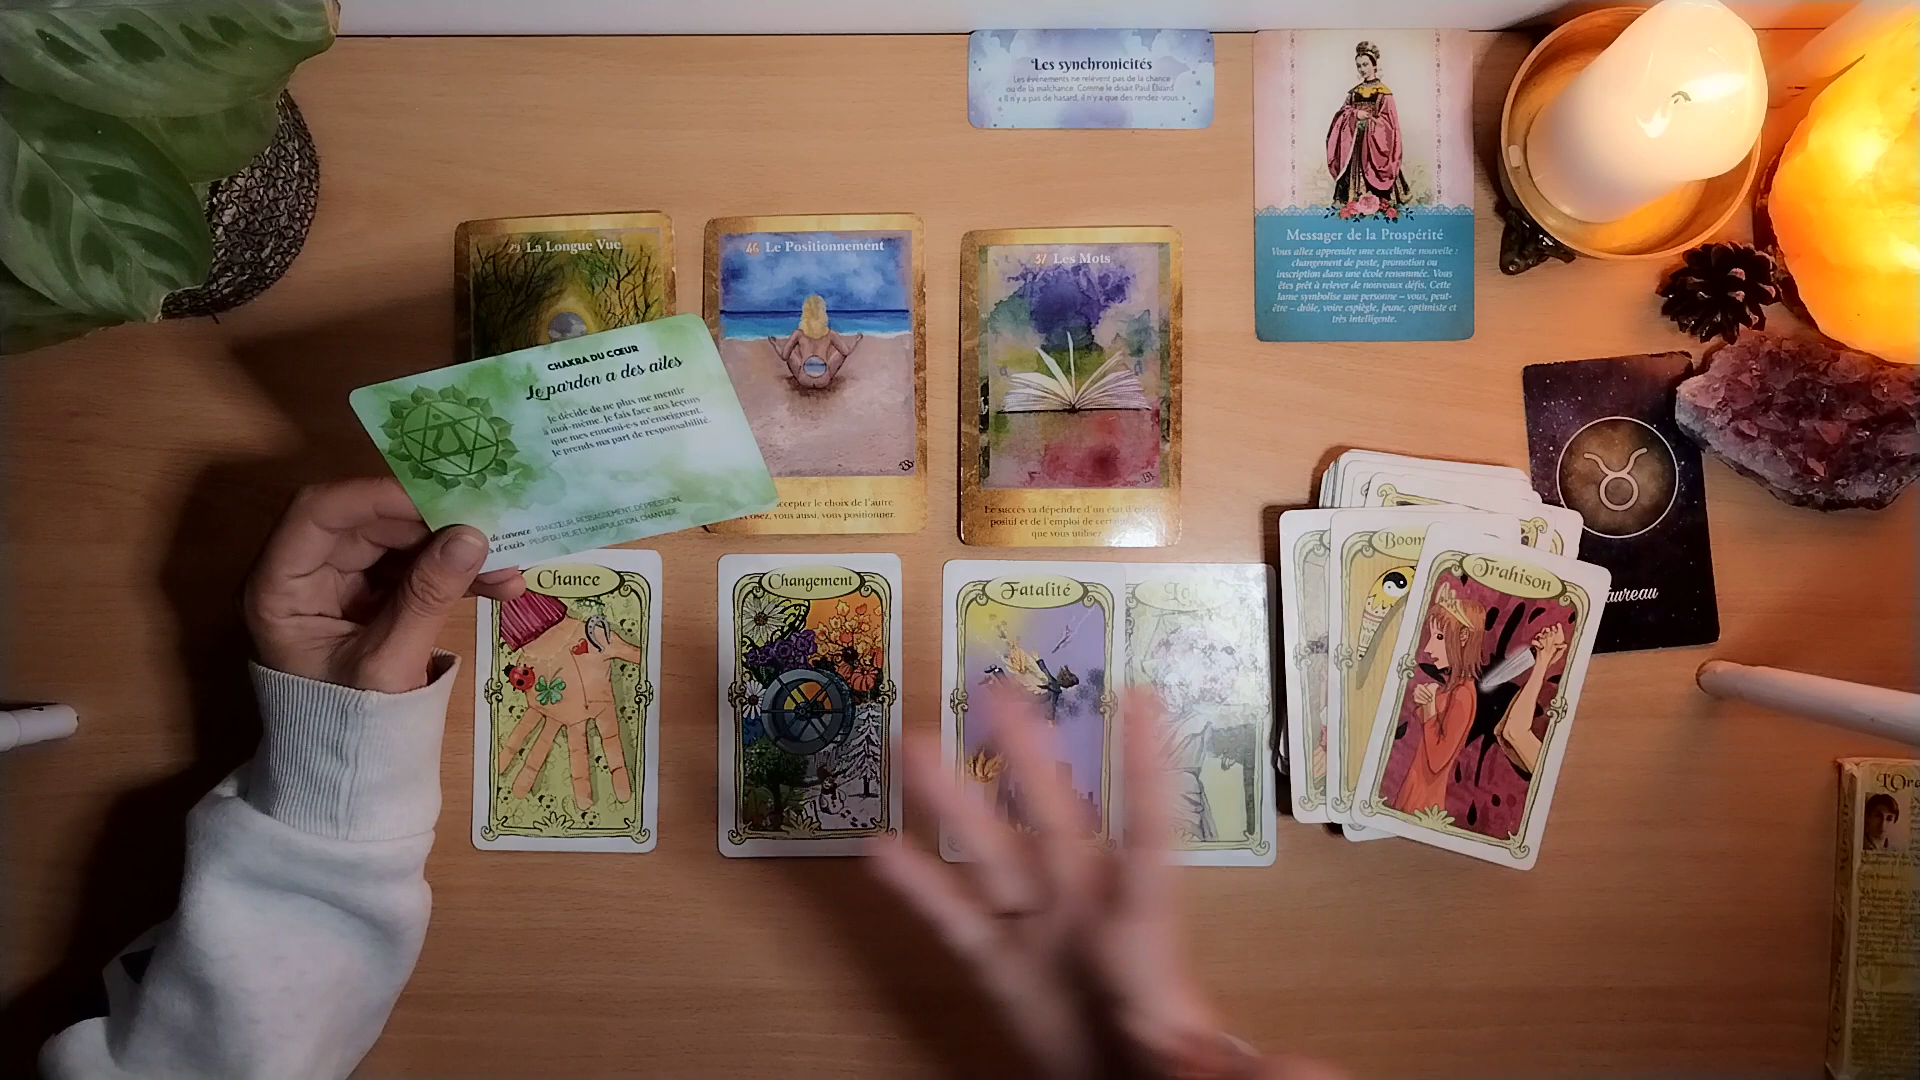 Les synchronicités
Les événements ne relèvent pas de la chance
ou de la malchance. Comme le disait Paul Éluard
« Il n'y a pas de hasard, il n'y a que des rendez-vous. »
Messager de la Prospérité
Vous allez apprendre une excellente nouvelle :
changement de poste, promotion ou
inscription dans une école renommée. Vous
êtes prêt à relever de nouveaux défis. Cette
lame symbolise une personne – vous, peut-
être – drôle, voire espiègle, jeune, optimiste et
très intelligente.
29 La Longue Vue
46 Le Positionnement
accepter le choix de l'autre
osez, vous aussi, vous positionner.
37 Les Mots
Le succès va dépendre d'un état d'
positif et de l'emploi de
que vous utilisez
CHAKRA DU CŒUR
Le pardon a des ailes
Je décide de ne plus me mentir
à moi-même. Je fais face aux leçons
que mes ennemi·e·s m'enseignent.
Je prends ma part de responsabilité.
de carence RANCŒUR, RESSASSEMENT, DÉPRESSION,
s d'excès PEUR DU REJET, MANIPULATION, CHANTAGE
Chance
Changement
Fatalité
Boom
Trahison
aureau
L'Ora